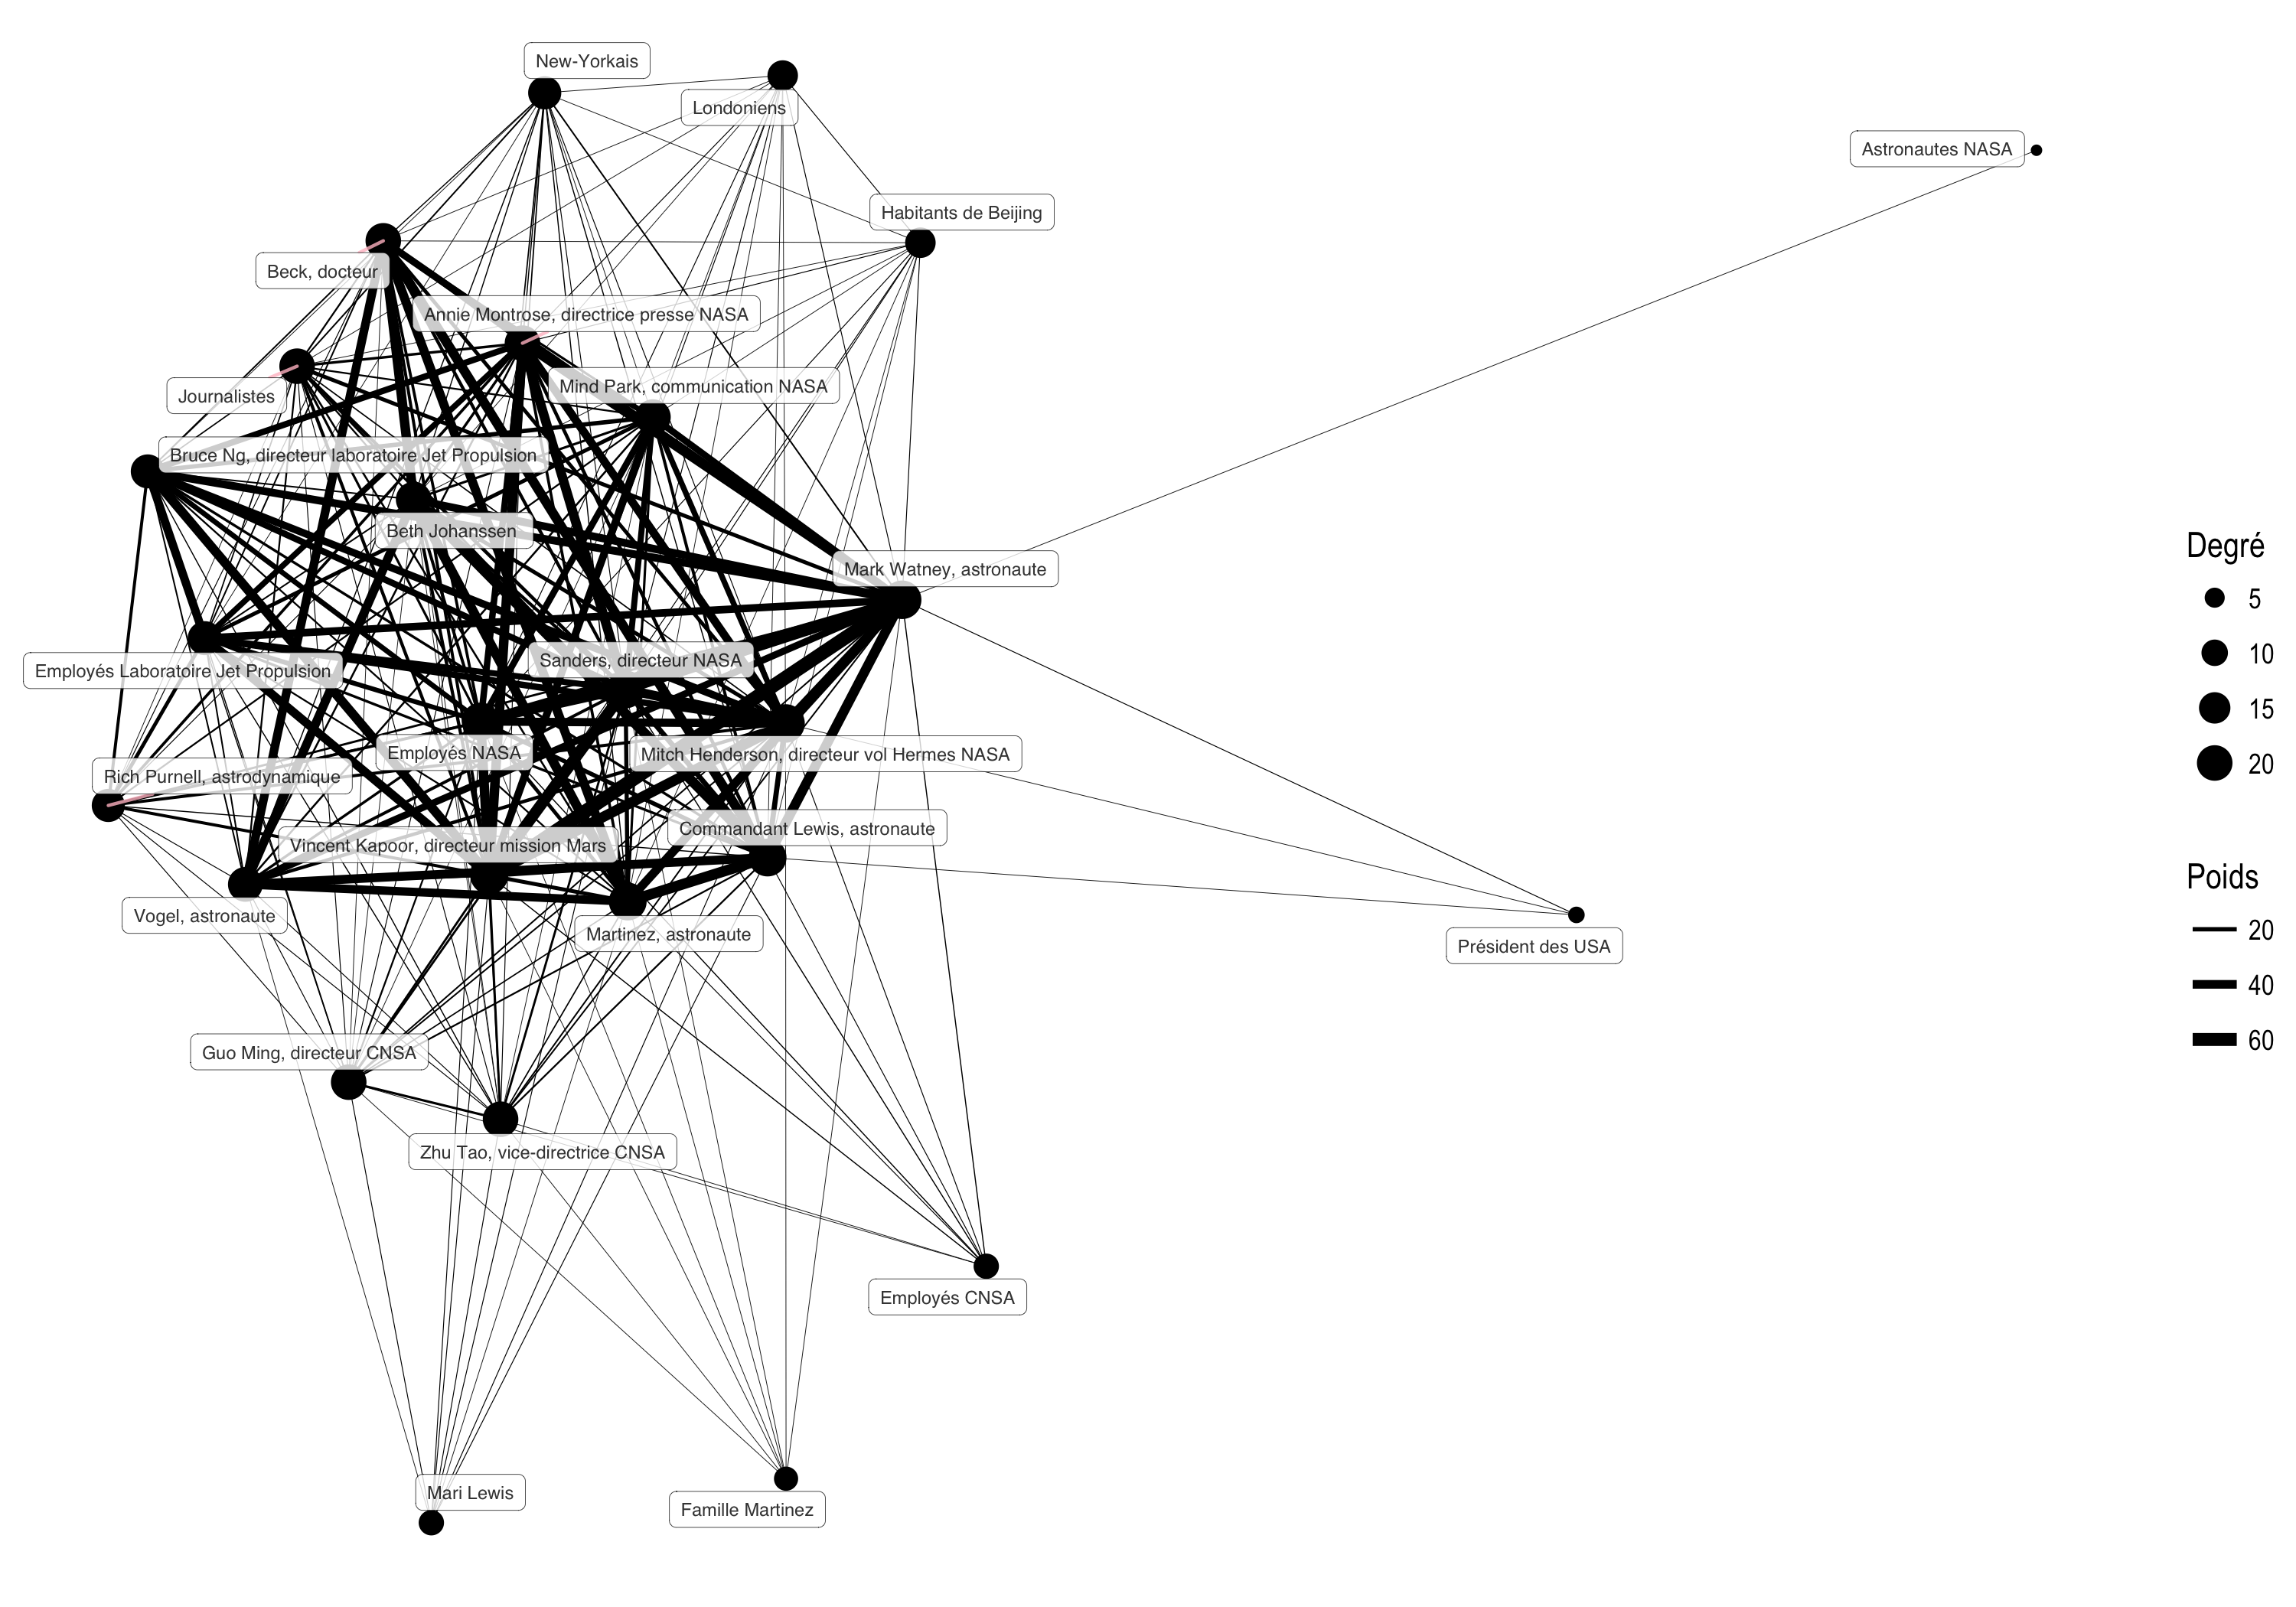 New-Yorkais
Londoniens
Astronautes NASA
Habitants de Beijing
Beck, docteur
Annie Montrose, directrice presse NASA
Mind Park, communication NASA
Journalistes
Bruce Ng, directeur laboratoire Jet Propulsion
Beth Johanssen
Mark Watney, astronaute
Sanders, directeur NASA
Employés Laboratoire Jet Propulsion
Employés NASA
Mitch Henderson, directeur vol Hermes NASA
Rich Purnell, astrodynamique
Commandant Lewis, astronaute
Vincent Kapoor, directeur mission Mars
Vogel, astronaute
Martinez, astronaute
Président des USA
Guo Ming, directeur CNSA
Zhu Tao, vice-directrice CNSA
Employés CNSA
Mari Lewis
Famille Martinez
Degré
5
10
15
20
Poids
20
40
60